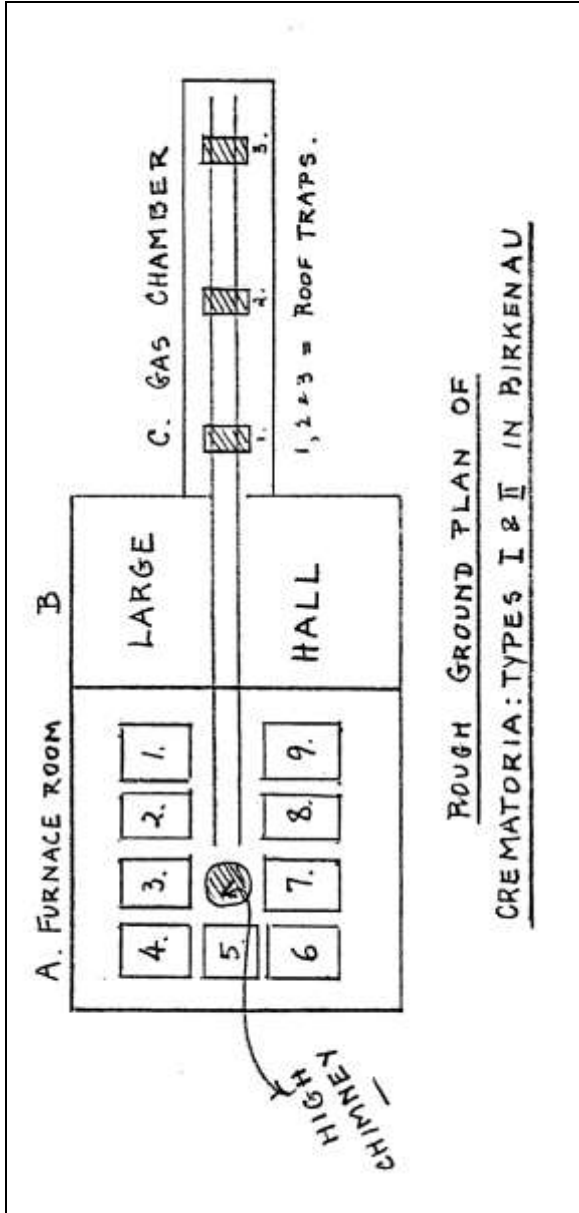 A. FURNACE ROOM
B
C. GAS CHAMBER
4. 3. 2. 1.
5.
6 7. 8. 9.
LARGE
HALL
1. 2. 3.
1, 2 & 3 = ROOF TRAPS.
HIGH
CHIMNEY
ROUGH GROUND PLAN OF
CREMATORIA: TYPES I & II IN BIRKENAU